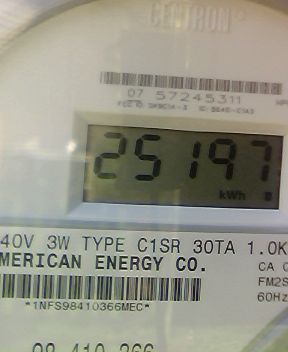 CENTRON
07 57245311
25197
kWh
40V 3W TYPE C1SR 30TA 1.0K
MERICAN ENERGY CO.
CA 0
FM2S
60Hz
*1NFS98410366MEC*
98 410 366